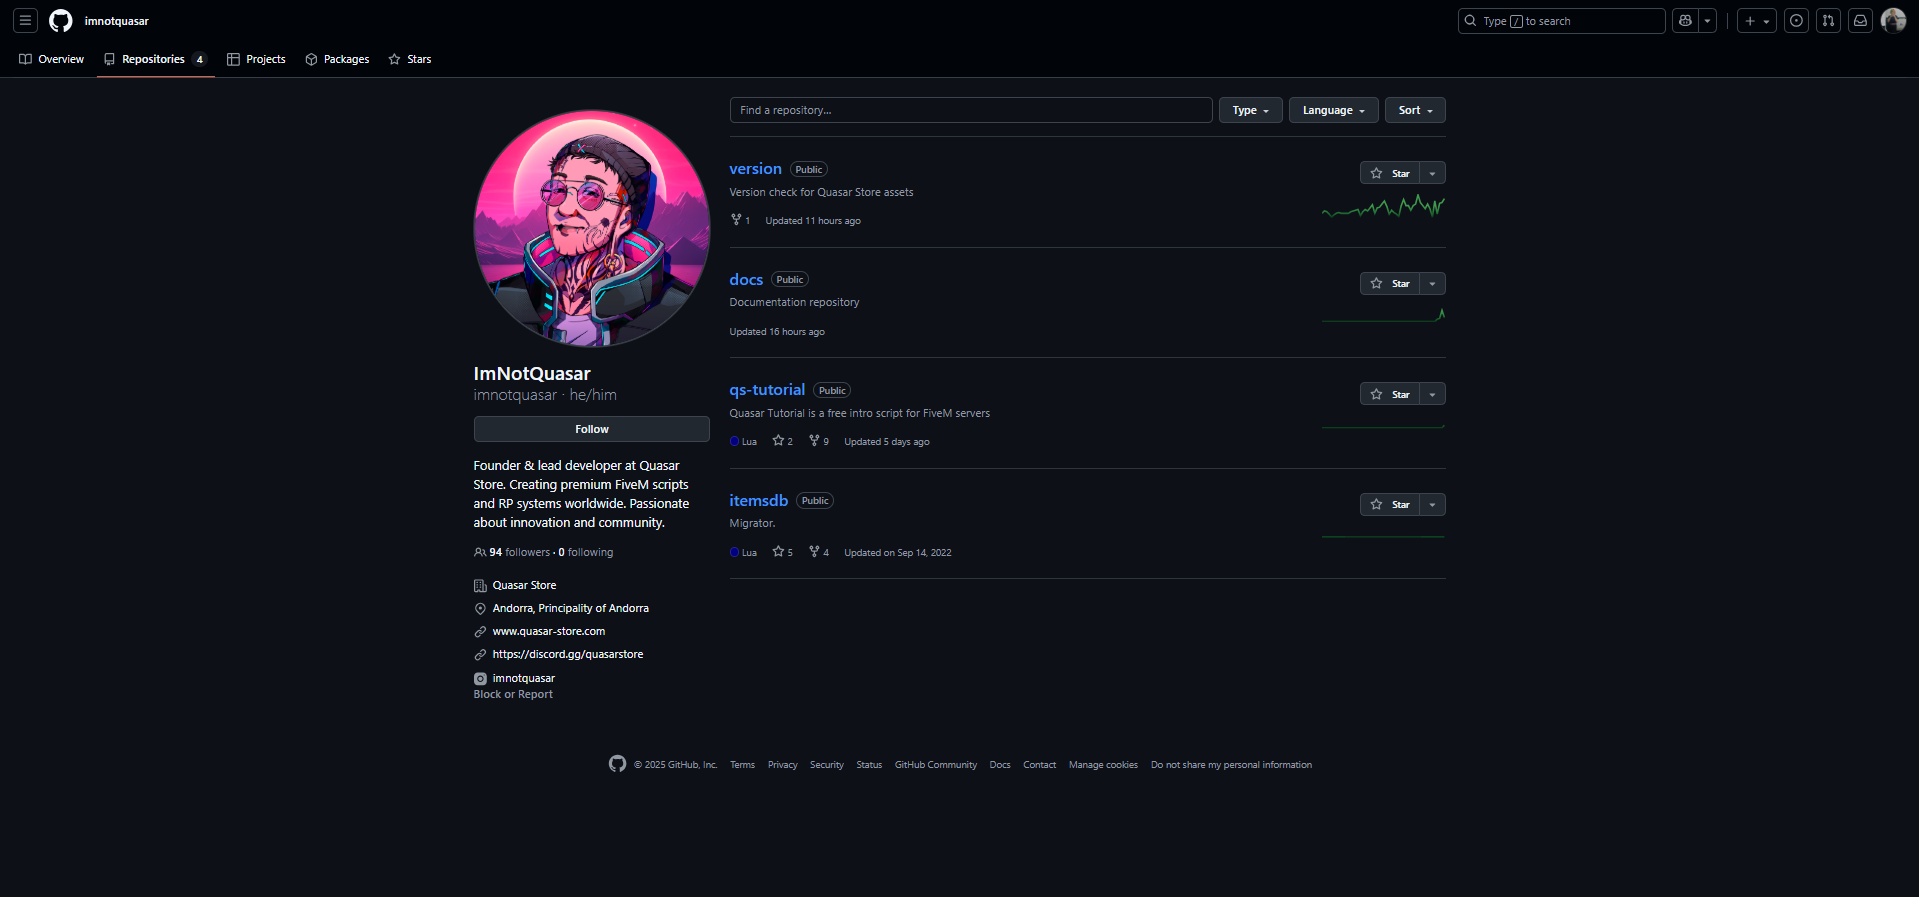 imnotquasar
Type / to search
Overview
Repositories 4
Projects
Packages
Stars
Find a repository...
Type
Language
Sort
version Public
Star
Version check for Quasar Store assets
1 Updated 11 hours ago
docs Public
Star
Documentation repository
Updated 16 hours ago
qs-tutorial Public
Star
Quasar Tutorial is a free intro script for FiveM servers
Lua 2 9 Updated 5 days ago
itemsdb Public
Star
Migrator.
Lua 5 4 Updated on Sep 14, 2022
ImNotQuasar
imnotquasar · he/him
Follow
Founder & lead developer at Quasar
Store. Creating premium FiveM scripts
and RP systems worldwide. Passionate
about innovation and community.
94 followers · 0 following
Quasar Store
Andorra, Principality of Andorra
www.quasar-store.com
https://discord.gg/quasarstore
imnotquasar
Block or Report
© 2025 GitHub, Inc. Terms Privacy Security Status GitHub Community Docs Contact Manage cookies Do not share my personal information